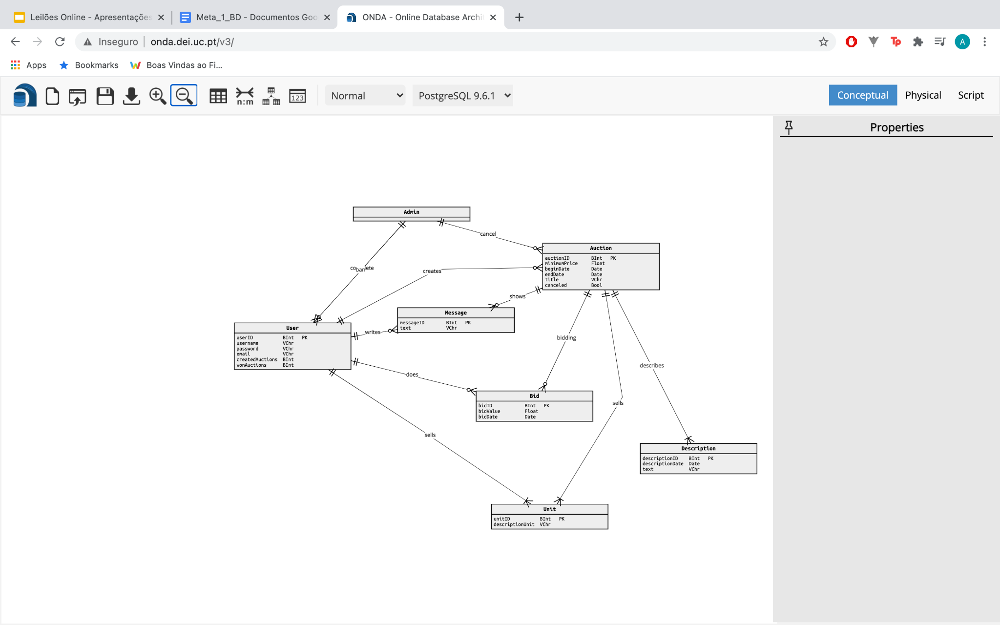 Leilões Online - Apresentações
Meta_1_BD - Documentos Goo
ONDA - Online Database Archi
Inseguro
onda.dei.uc.pt/v3/
Tp
A
Apps
Bookmarks
Boas Vindas ao Fi...
n:m
123
Normal
PostgreSQL 9.6.1
Conceptual
Physical
Script
Properties
Admin
cancel
Auction
auctionID BInt PK
minimumPrice Float
beginDate Date
endDate Date
title VChr
canceled Bool
ban
creates
shows
Message
messageID BInt PK
text VChr
User
userID BInt PK
username VChr
password VChr
email VChr
createdAuctions BInt
wonAuctions BInt
writes
bidding
describes
does
Bid
bidID BInt PK
bidValue Float
bidDate Date
sells
sells
Description
descriptionID BInt PK
descriptionDate Date
text VChr
Unit
unitID BInt PK
descriptionUnit VChr